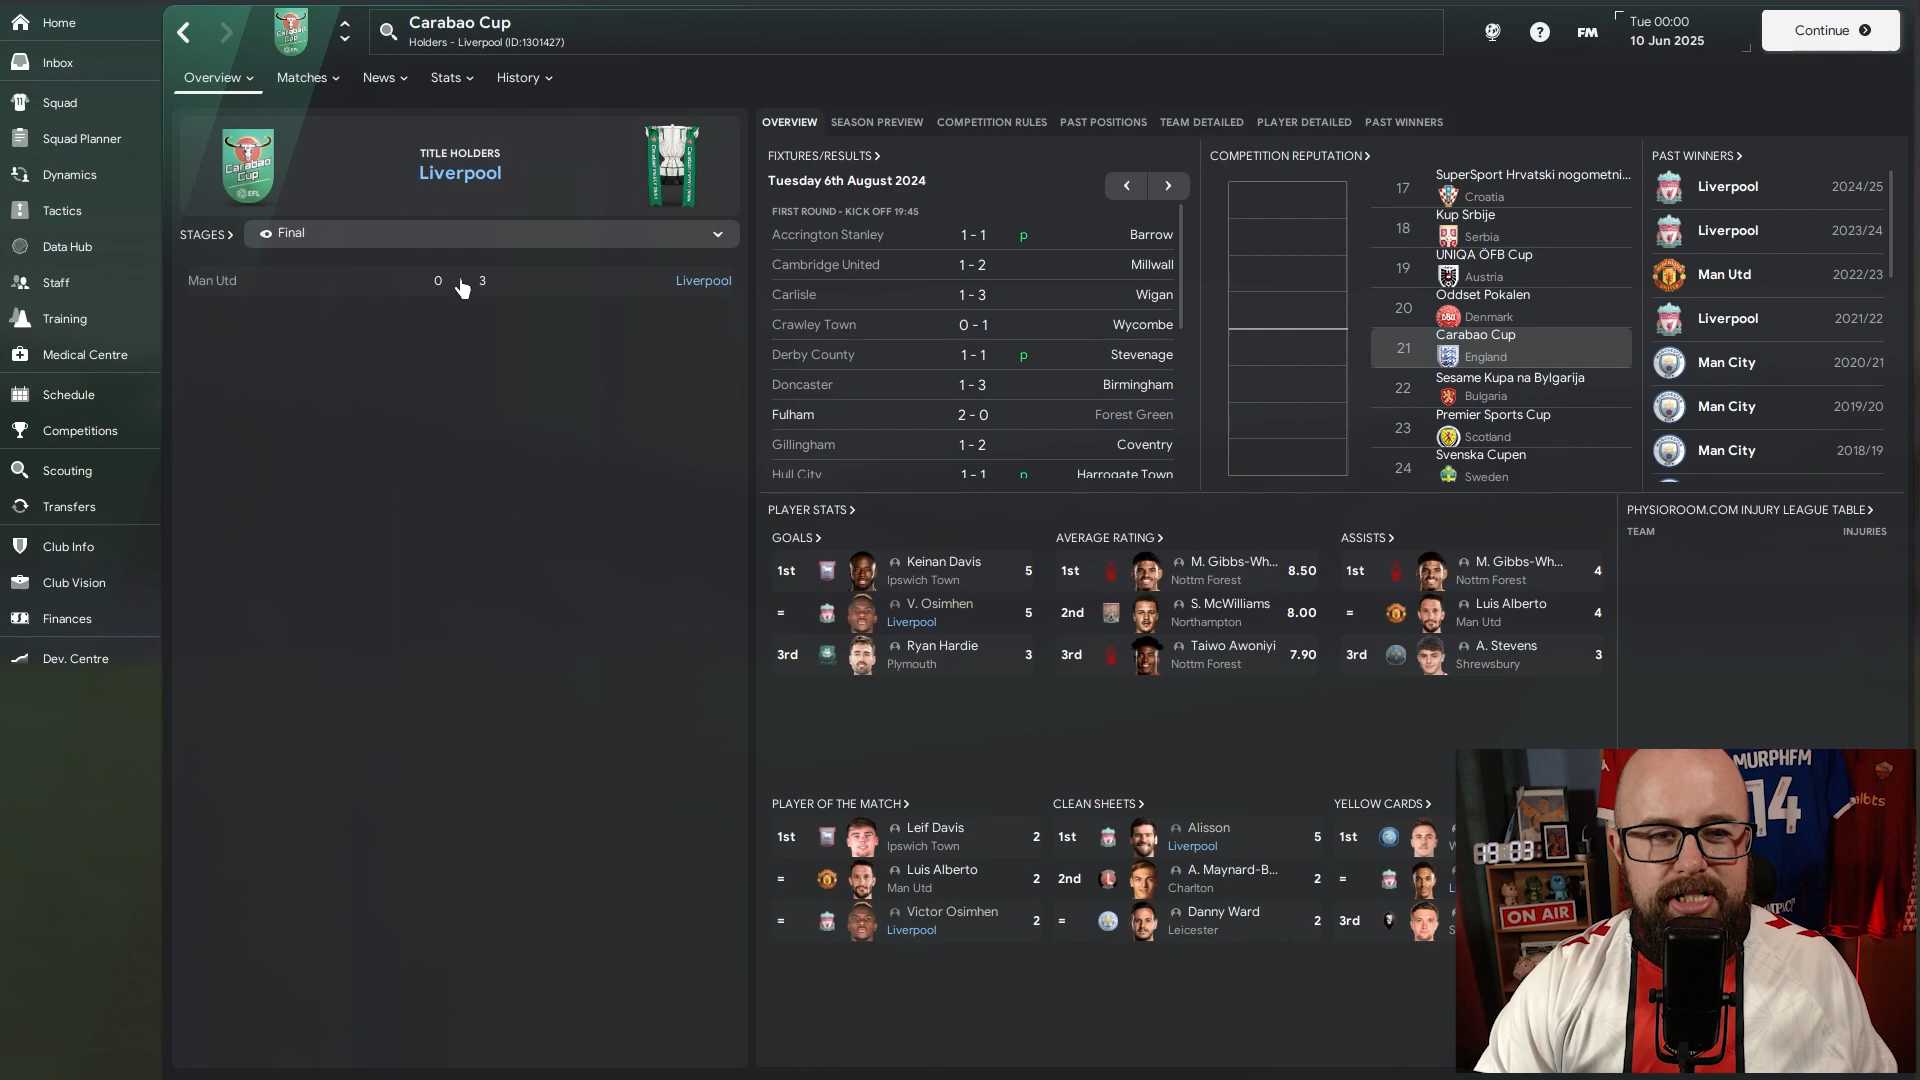 Home
Inbox
Squad
Squad Planner
Dynamics
Tactics
Data Hub
Staff
Training
Medical Centre
Schedule
Competitions
Scouting
Transfers
Club Info
Club Vision
Finances
Dev. Centre
Carabao Cup
Holders - Liverpool (ID:1301427)
FM
Tue 00:00
10 Jun 2025
Continue
Overview
Matches
News
Stats
History
Carabao Cup EFL
TITLE HOLDERS
Liverpool
STAGES
Final
Man Utd 0 3 Liverpool
OVERVIEW
SEASON PREVIEW
COMPETITION RULES
PAST POSITIONS
TEAM DETAILED
PLAYER DETAILED
PAST WINNERS
FIXTURES/RESULTS
Tuesday 6th August 2024
FIRST ROUND - KICK OFF 19:45
Accrington Stanley 1 - 1 p Barrow
Cambridge United 1 - 2 Millwall
Carlisle 1 - 3 Wigan
Crawley Town 0 - 1 Wycombe
Derby County 1 - 1 p Stevenage
Doncaster 1 - 3 Birmingham
Fulham 2 - 0 Forest Green
Gillingham 1 - 2 Coventry
Hull City 1 - 1 p Harrogate Town
COMPETITION REPUTATION
17 SuperSport Hrvatski nogometni...
Croatia
18 Kup Srbije
Serbia
19 UNIQA ÖFB Cup
Austria
20 Oddset Pokalen
Denmark
21 Carabao Cup
England
22 Sesame Kupa na Bylgarija
Bulgaria
23 Premier Sports Cup
Scotland
24 Svenska Cupen
Sweden
PAST WINNERS
Liverpool 2024/25
Liverpool 2023/24
Man Utd 2022/23
Liverpool 2021/22
Man City 2020/21
Man City 2019/20
Man City 2018/19
PLAYER STATS
GOALS
1st Keinan Davis 5
Ipswich Town
= V. Osimhen 5
Liverpool
3rd Ryan Hardie 3
Plymouth
AVERAGE RATING
1st M. Gibbs-Wh... 8.50
Nottm Forest
2nd S. McWilliams 8.00
Northampton
3rd Taiwo Awoniyi 7.90
Nottm Forest
ASSISTS
1st M. Gibbs-Wh... 4
Nottm Forest
= Luis Alberto 4
Man Utd
3rd A. Stevens 3
Shrewsbury
PHYSIOROOM.COM INJURY LEAGUE TABLE
TEAM INJURIES
PLAYER OF THE MATCH
1st Leif Davis 2
Ipswich Town
= Luis Alberto 2
Man Utd
= Victor Osimhen 2
Liverpool
CLEAN SHEETS
1st Alisson 5
Liverpool
2nd A. Maynard-B... 2
Charlton
= Danny Ward 2
Leicester
YELLOW CARDS
1st
=
3rd
MURPHFM
14
19:03
ON AIR